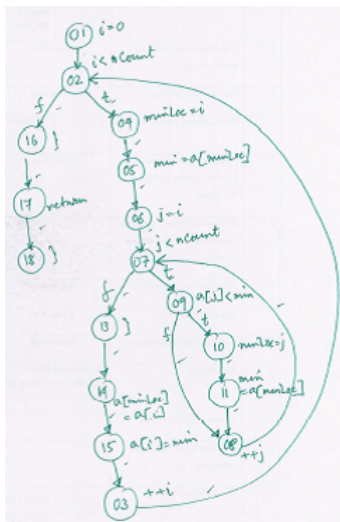 01 i=0
i<nCount
02
f t
04 minLoc=i
16 }
05 min=a[minLoc]
17 return
06 j=i
18 }
j<nCount
07
f t
09 a[j]<min
13 }
f t
10 minLoc=j
14 a[minLoc]
=a[i]
11 min
=a[minLoc]
08 ++j
15 a[i]=min
03 ++i